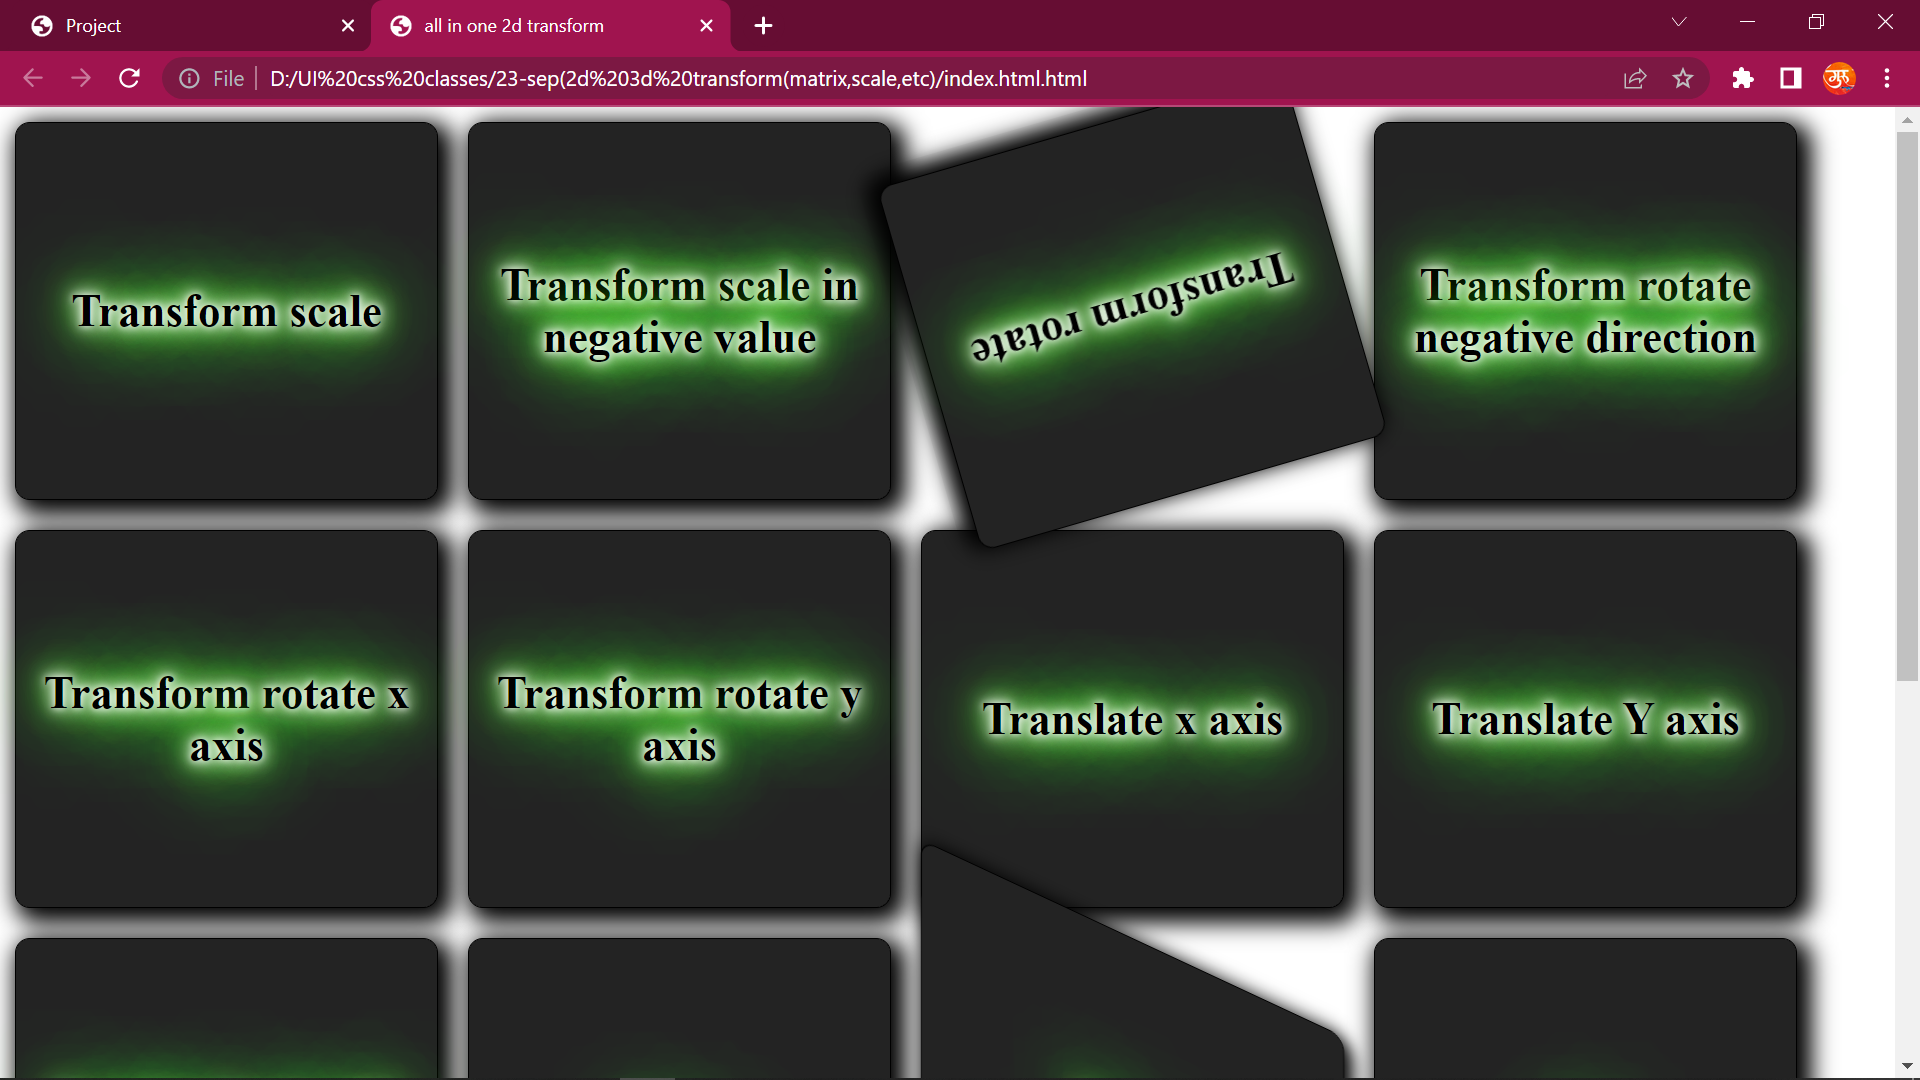 Project
all in one 2d transform
File
D:/UI%20css%20classes/23-sep(2d%203d%20transform(matrix,scale,etc)/index.html.html
गुरू
Transform scale
Transform scale in
negative value
Transform rotate
Transform rotate
negative direction
Transform rotate x
axis
Transform rotate y
axis
Translate x axis
Translate Y axis